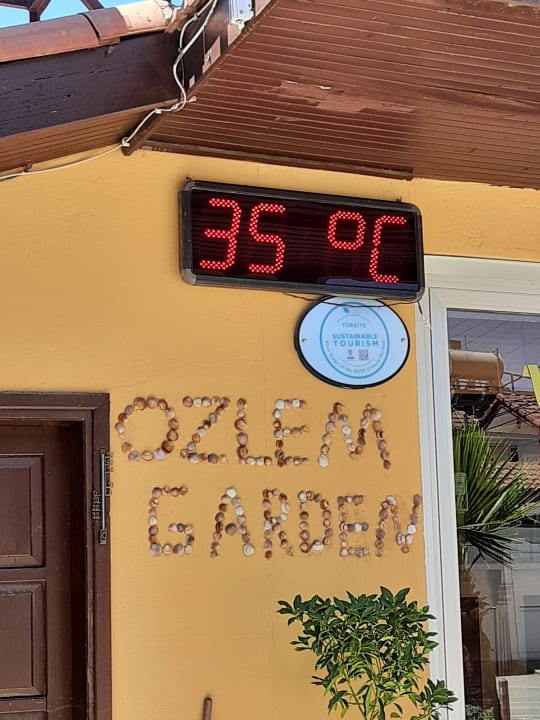 35 °C
TÜRKİYE
SUSTAINABLE
TOURISM
OZLEM
GARDEN